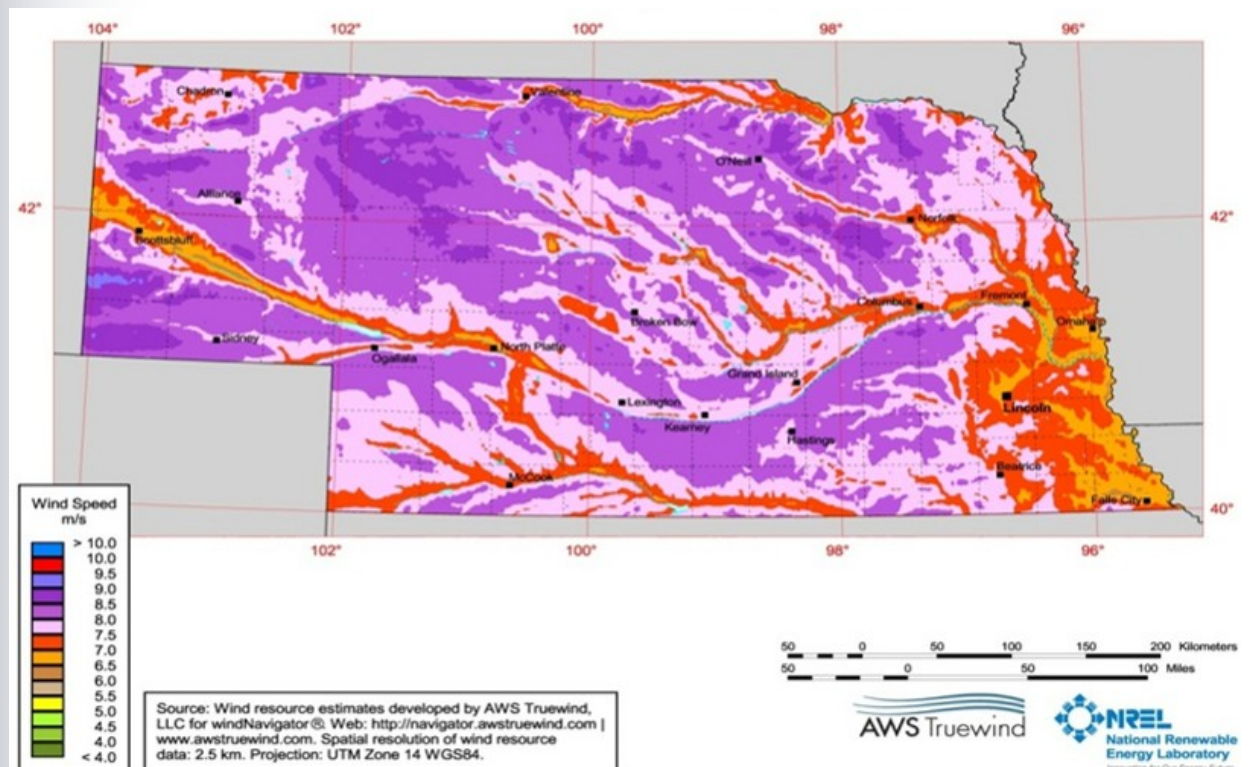 104° 102° 100° 98° 96°
Chadron
Valentine
O'Neill
42° Alliance 42°
Norfolk
Scottsbluff
Columbus Fremont
Broken Bow Omaha
Sidney Ogallala North Platte
Grand Island
Lexington Lincoln
Kearney Hastings
McCook Beatrice
Falls City
40°
102° 100° 98° 96°
Wind Speed
m/s
> 10.0
10.0
9.5
9.0
8.5
8.0
7.5
7.0
6.5
6.0
5.5
5.0
4.5
4.0
< 4.0
50 0 50 100 150 200 Kilometers
50 0 50 100 Miles
Source: Wind resource estimates developed by AWS Truewind,
LLC for windNavigator®. Web: http://navigator.awstruewind.com |
www.awstruewind.com. Spatial resolution of wind resource
data: 2.5 km. Projection: UTM Zone 14 WGS84.
AWS Truewind
NREL
National Renewable
Energy Laboratory